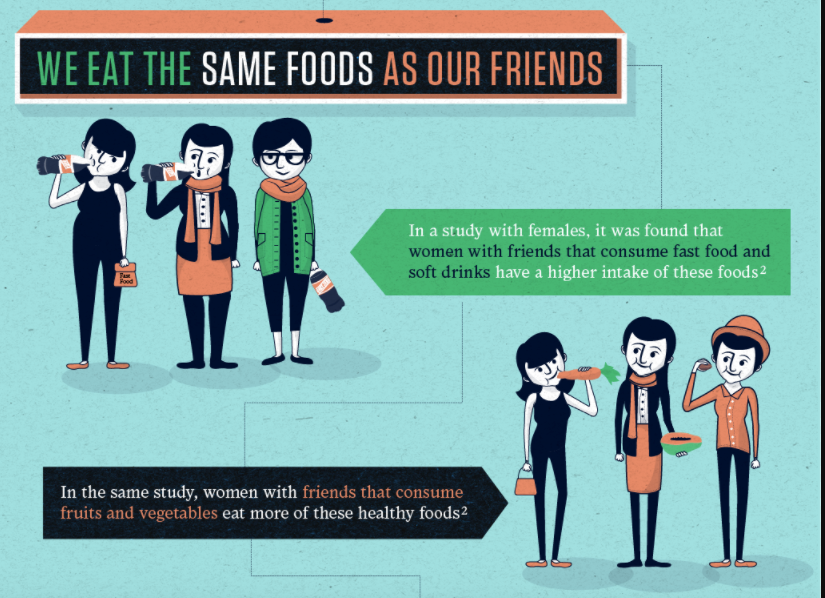 WE EAT THE SAME FOODS AS OUR FRIENDS
Fast
Food
In a study with females, it was found that
women with friends that consume fast food and
soft drinks have a higher intake of these foods²
In the same study, women with friends that consume
fruits and vegetables eat more of these healthy foods²